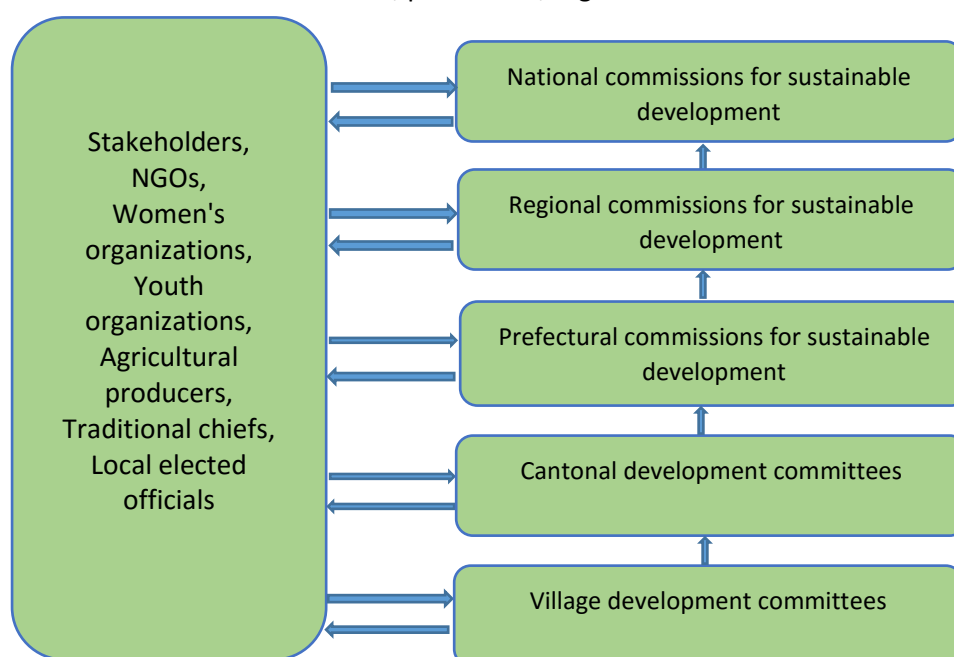 Stakeholders,
NGOs,
Women's
organizations,
Youth
organizations,
Agricultural
producers,
Traditional chiefs,
Local elected
officials
National commissions for sustainable
development
Regional commissions for sustainable
development
Prefectural commissions for sustainable
development
Cantonal development committees
Village development committees